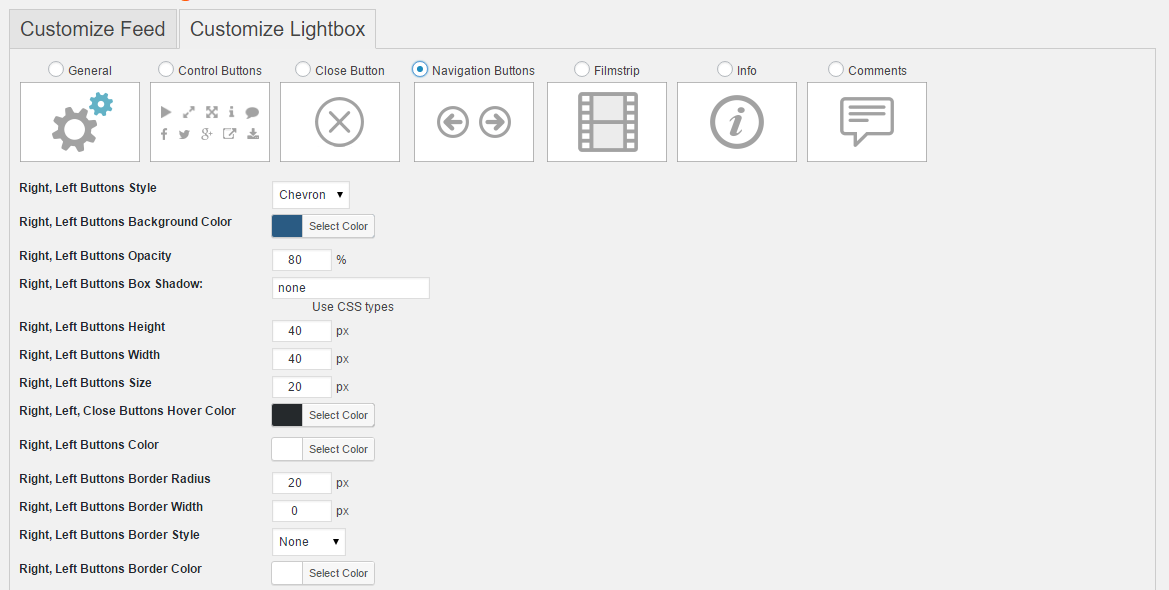 Customize Feed Customize Lightbox
General Control Buttons Close Button Navigation Buttons Filmstrip Info Comments
Right, Left Buttons Style Chevron
Right, Left Buttons Background Color Select Color
Right, Left Buttons Opacity 80 %
Right, Left Buttons Box Shadow: none
Use CSS types
Right, Left Buttons Height 40 px
Right, Left Buttons Width 40 px
Right, Left Buttons Size 20 px
Right, Left, Close Buttons Hover Color Select Color
Right, Left Buttons Color Select Color
Right, Left Buttons Border Radius 20 px
Right, Left Buttons Border Width 0 px
Right, Left Buttons Border Style None
Right, Left Buttons Border Color Select Color